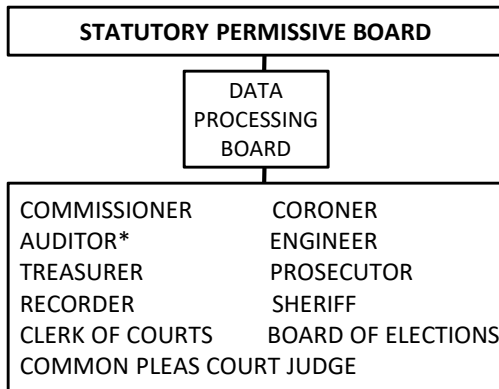 STATUTORY PERMISSIVE BOARD
DATA
PROCESSING
BOARD
COMMISSIONER CORONER
AUDITOR* ENGINEER
TREASURER PROSECUTOR
RECORDER SHERIFF
CLERK OF COURTS BOARD OF ELECTIONS
COMMON PLEAS COURT JUDGE